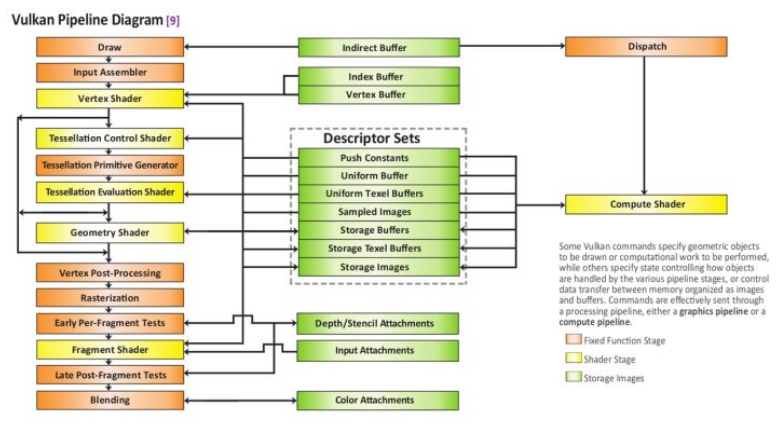 Vulkan Pipeline Diagram [9]
Draw
Indirect Buffer
Dispatch
Input Assembler
Index Buffer
Vertex Shader
Vertex Buffer
Tessellation Control Shader
Tessellation Primitive Generator
Tessellation Evaluation Shader
Geometry Shader
Descriptor Sets
Push Constants
Uniform Buffer
Uniform Texel Buffers
Sampled Images
Storage Buffers
Storage Texel Buffers
Storage Images
Compute Shader
Vertex Post-Processing
Rasterization
Early Per-Fragment Tests
Depth/Stencil Attachments
Fragment Shader
Input Attachments
Late Post-Fragment Tests
Blending
Color Attachments
Some Vulkan commands specify geometric objects
to be drawn or computational work to be performed,
while others specify state controlling how objects
are handled by the various pipeline stages, or control
data transfer between memory organized as images
and buffers. Commands are effectively sent through
a processing pipeline, either a graphics pipeline or a
compute pipeline.
Fixed Function Stage
Shader Stage
Storage Images